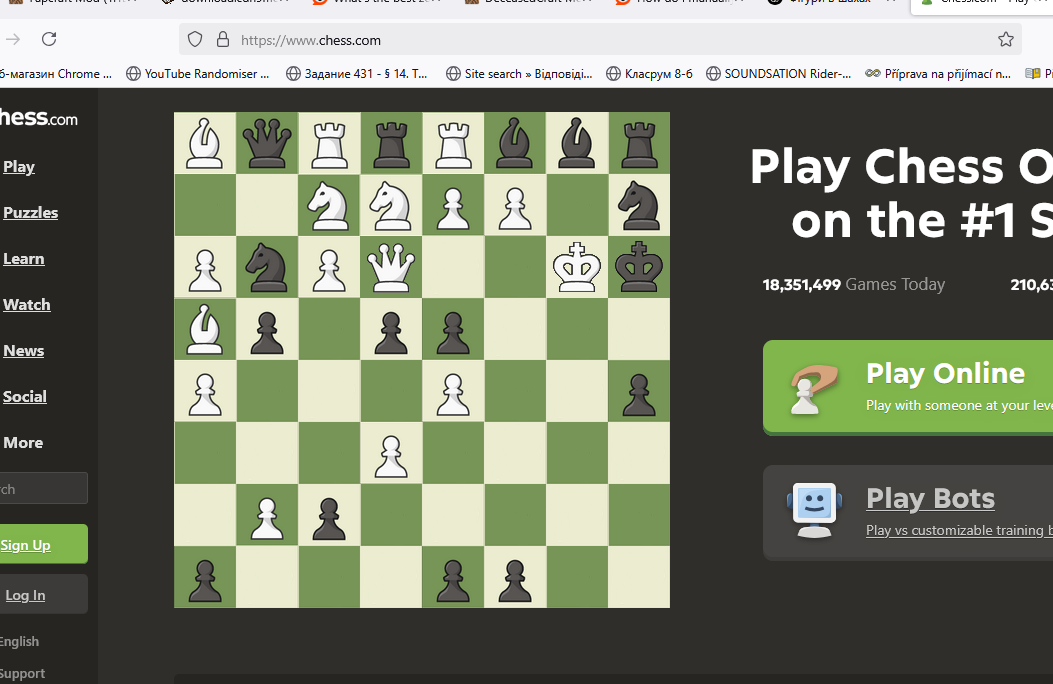 https://www.chess.com
б-магазин Chrome ...
YouTube Randomiser ...
Задание 431 - § 14. Т...
Site search » Відповіді...
Класрум 8-б
SOUNDSATION Rider-...
Příprava na přijímací n...
hess.com
Play
Puzzles
Learn
Watch
News
Social
More
rch
Sign Up
Log In
English
Support
Play Chess O
on the #1 S
18,351,499 Games Today
210,63
Play Online
Play with someone at your leve
Play Bots
Play vs customizable training b